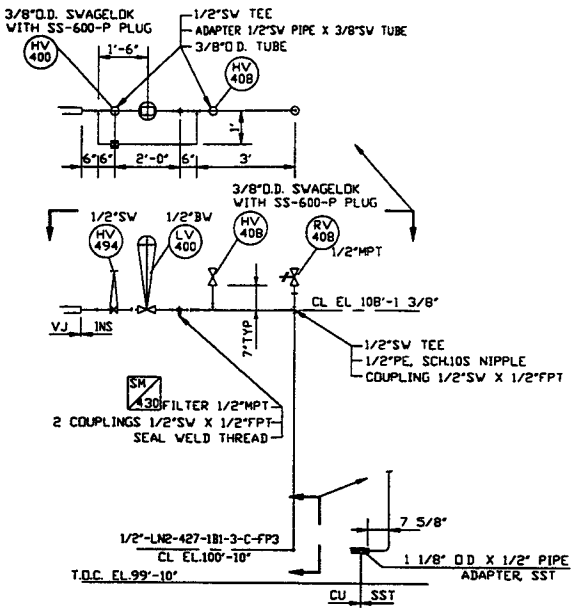 3/8"O.D. SWAGELOK
WITH SS-600-P PLUG
1/2"SW TEE
ADAPTER 1/2"SW PIPE X 3/8"SW TUBE
3/8"O.D. TUBE
HV
400
1'-6"
HV
408
1'
6"
6"
2'-0"
6"
3'
3/8"O.D. SWAGELOK
WITH SS-600-P PLUG
1/2"SW
1/2"BW
HV
494
LV
400
HV
408
RV
408
1/2"MPT
CL EL 108'-1 3/8"
VJ
INS
7"TYP
1/2"SW TEE
1/2"PE, SCH.10S NIPPLE
COUPLING 1/2"SW X 1/2"FPT
SM
430
FILTER 1/2"MPT
2 COUPLINGS 1/2"SW X 1/2"FPT
SEAL WELD THREAD
7 5/8"
1/2"-LN2-427-1B1-3-C-FP3
CL EL.100'-10"
1 1/8" OD X 1/2" PIPE
ADAPTER, SST
T.O.C. EL.99'-10"
CU
SST